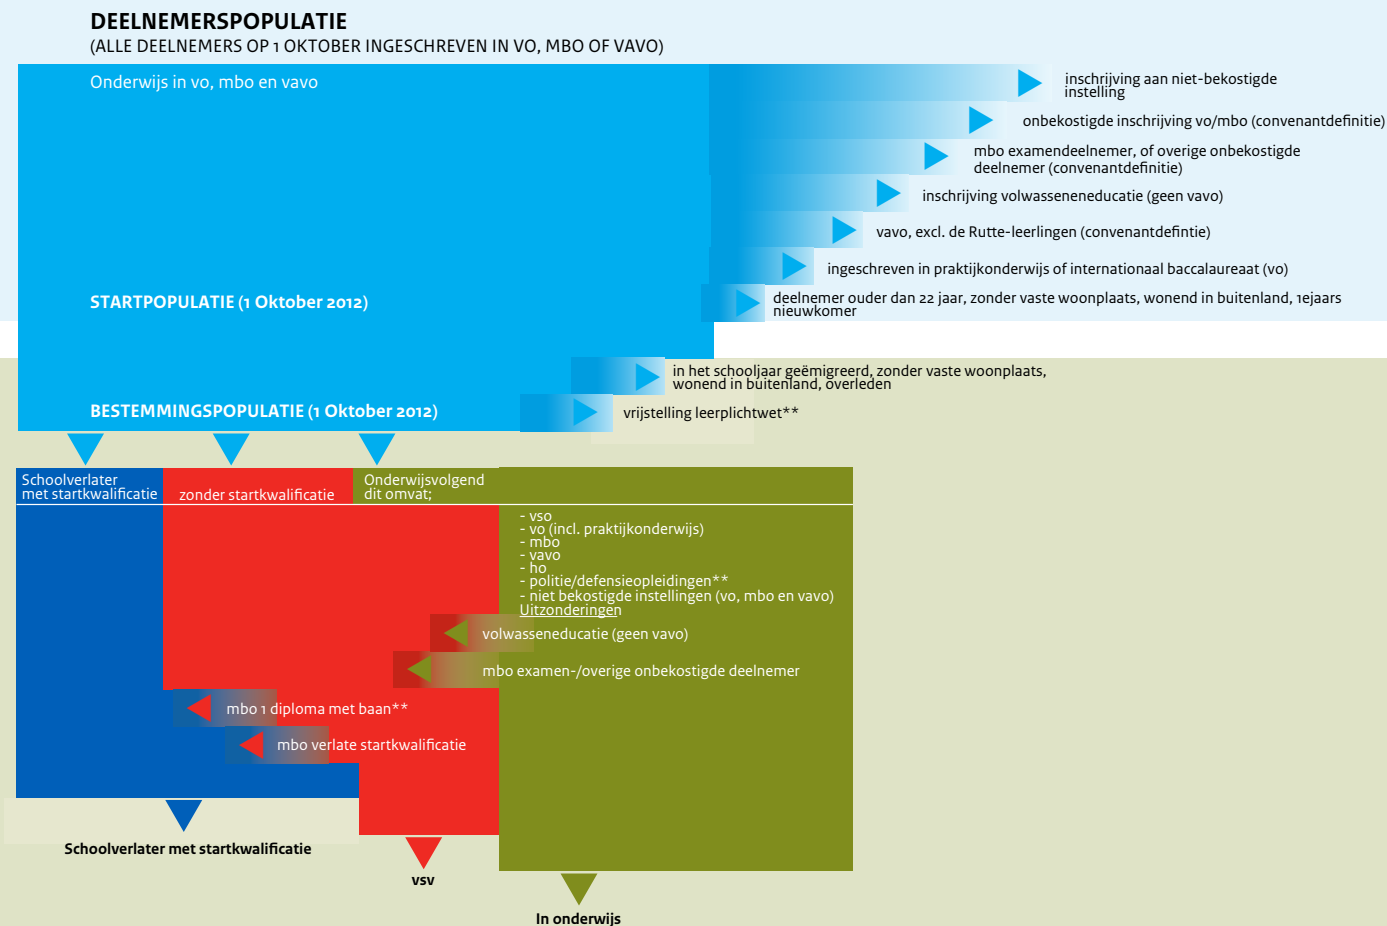 DEELNEMERSPOPULATIE
(ALLE DEELNEMERS OP 1 OKTOBER INGESCHREVEN IN VO, MBO OF VAVO)
Onderwijs in vo, mbo en vavo
inschrijving aan niet-bekostigde
instelling
onbekostigde inschrijving vo/mbo (convenantdefinitie)
mbo examendeelnemer, of overige onbekostigde
deelnemer (convenantdefinitie)
inschrijving volwasseneneducatie (geen vavo)
vavo, excl. de Rutte-leerlingen (convenantdefintie)
ingeschreven in praktijkonderwijs of internationaal baccalaureaat (vo)
STARTPOPULATIE (1 Oktober 2012)
deelnemer ouder dan 22 jaar, zonder vaste woonplaats, wonend in buitenland, 1ejaars
nieuwkomer
in het schooljaar geëmigreerd, zonder vaste woonplaats,
wonend in buitenland, overleden
BESTEMMINGSPOPULATIE (1 Oktober 2012)
vrijstelling leerplichtwet**
Schoolverlater
met startkwalificatie
zonder startkwalificatie
Onderwijsvolgend
dit omvat;
- vso
- vo (incl. praktijkonderwijs)
- mbo
- vavo
- ho
- politie/defensieopleidingen**
- niet bekostigde instellingen (vo, mbo en vavo)
Uitzonderingen
volwasseneducatie (geen vavo)
mbo examen-/overige onbekostigde deelnemer
mbo 1 diploma met baan**
mbo verlate startkwalificatie
Schoolverlater met startkwalificatie
vsv
In onderwijs